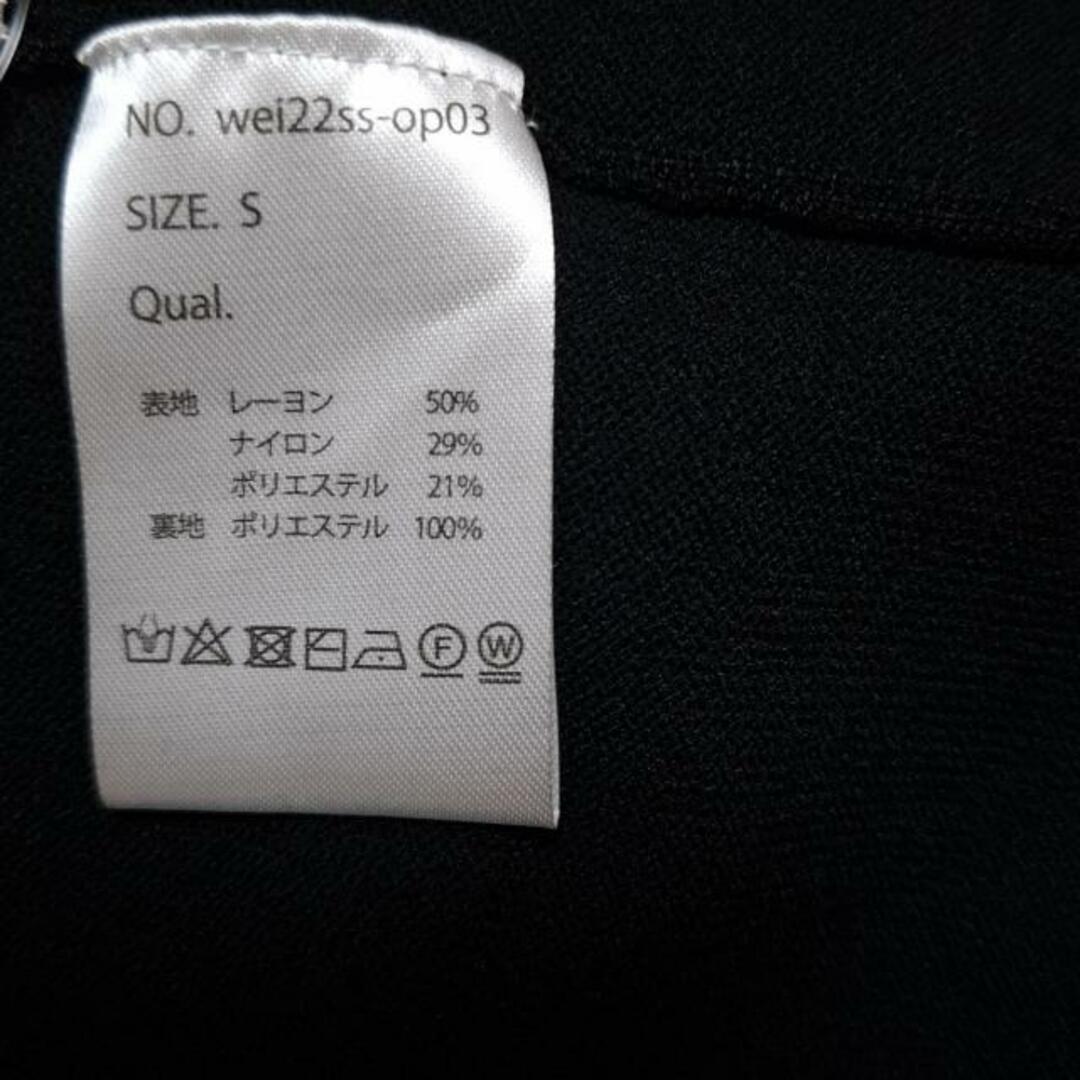 NO. wei22ss-op03
SIZE. S
Qual.
表地 レーヨン 50%
ナイロン 29%
ポリエステル 21%
裏地 ポリエステル 100%
F W